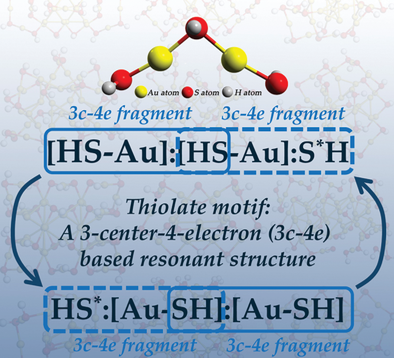 Au atom S atom H atom
3c-4e fragment 3c-4e fragment
[HS-Au]:[HS-Au]:S*H
Thiolate motif:
A 3-center-4-electron (3c-4e)
based resonant structure
HS*:[Au-SH]:[Au-SH]
3c-4e fragment 3c-4e fragment